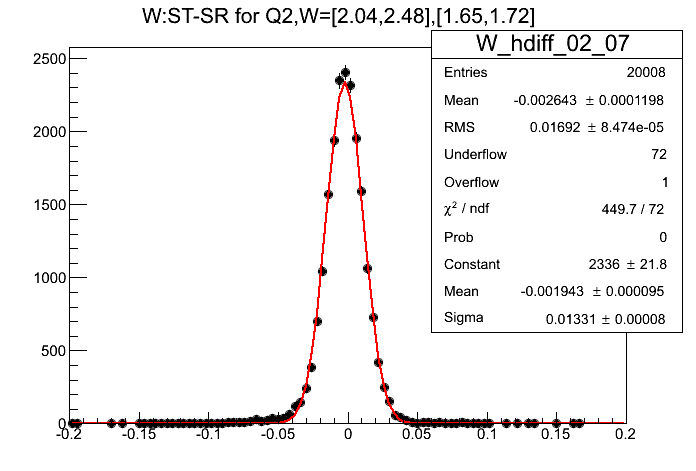 W:ST-SR for Q2,W=[2.04,2.48],[1.65,1.72]
W_hdiff_02_07
Entries 20008
Mean -0.002643 ± 0.0001198
RMS 0.01692 ± 8.474e-05
Underflow 72
Overflow 1
χ² / ndf 449.7 / 72
Prob 0
Constant 2336 ± 21.8
Mean -0.001943 ± 0.000095
Sigma 0.01331 ± 0.00008
2500
2000
1500
1000
500
0
-0.2 -0.15 -0.1 -0.05 0 0.05 0.1 0.15 0.2